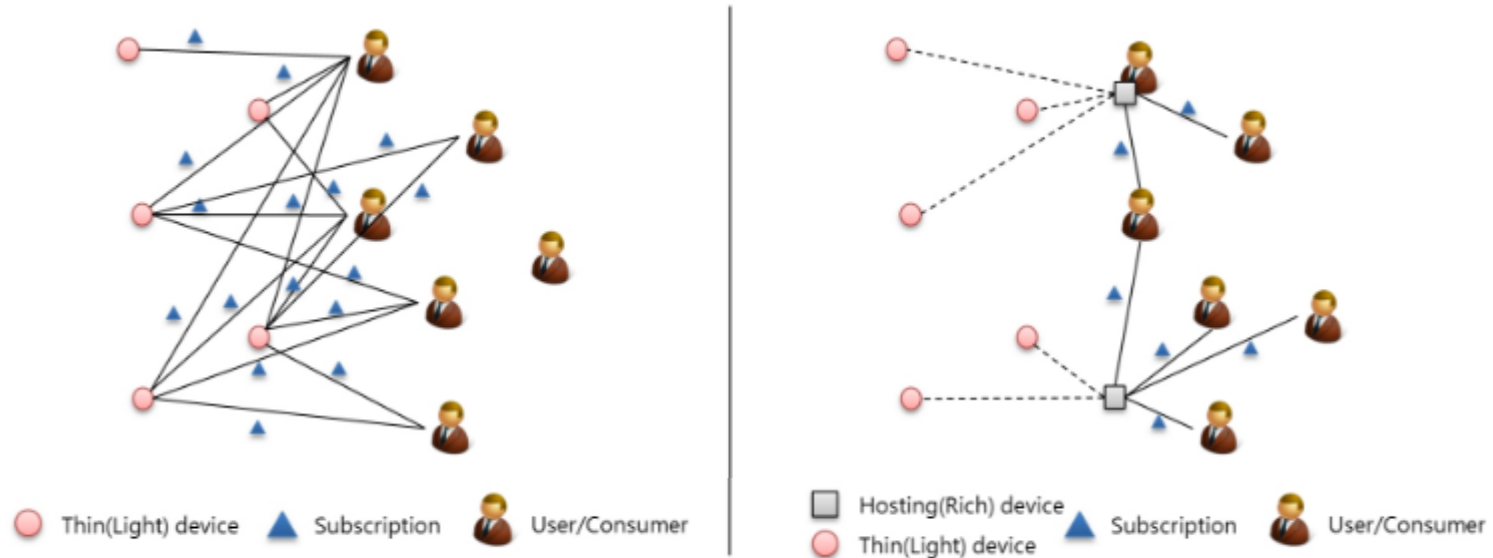 Thin(Light) device
Subscription
User/Consumer
Hosting(Rich) device
Thin(Light) device
Subscription
User/Consumer